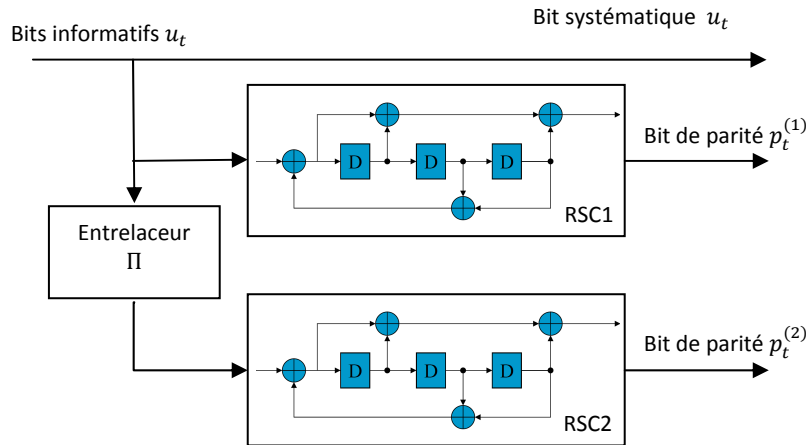 Bits informatifs $u_t$
Bit systématique $u_t$
D D D
RSC1
Bit de parité $p_t^{(1)}$
Entrelaceur
Π
D D D
RSC2
Bit de parité $p_t^{(2)}$